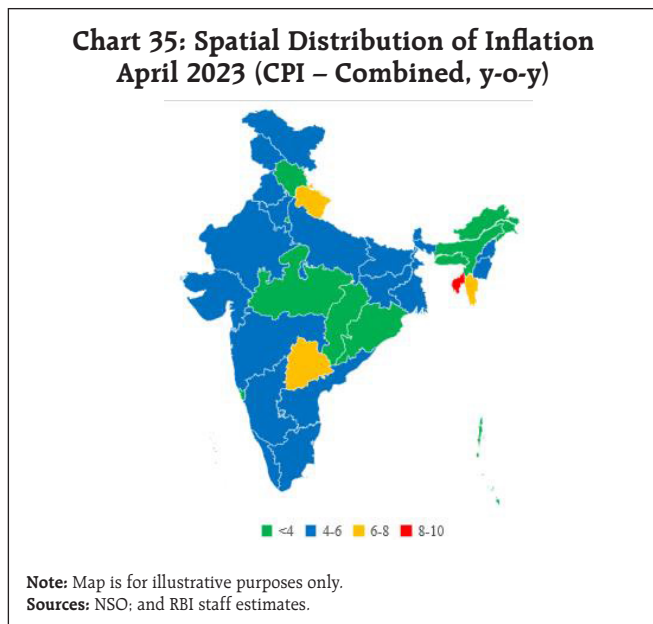 Chart 35: Spatial Distribution of Inflation
April 2023 (CPI – Combined, y-o-y)
<4 4-6 6-8 8-10
Note: Map is for illustrative purposes only.
Sources: NSO; and RBI staff estimates.